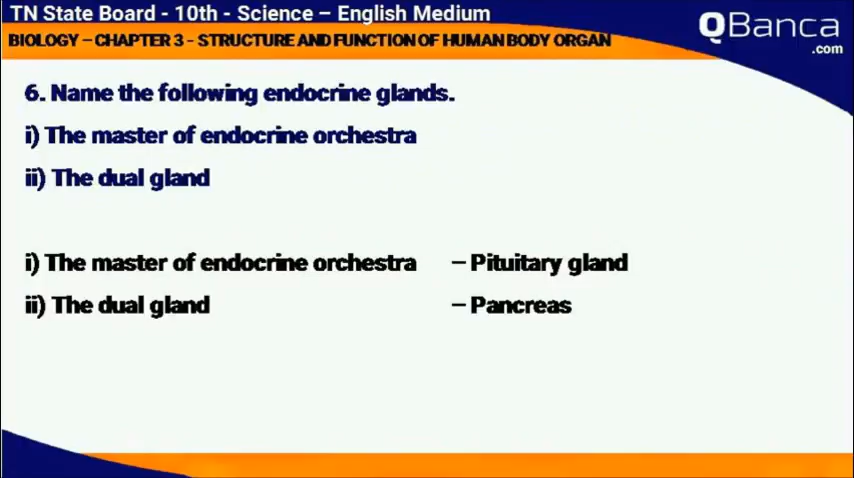 TN State Board - 10th - Science – English Medium
QBanca
.com
BIOLOGY – CHAPTER 3 - STRUCTURE AND FUNCTION OF HUMAN BODY ORGAN
6. Name the following endocrine glands.
i) The master of endocrine orchestra
ii) The dual gland
i) The master of endocrine orchestra – Pituitary gland
ii) The dual gland – Pancreas